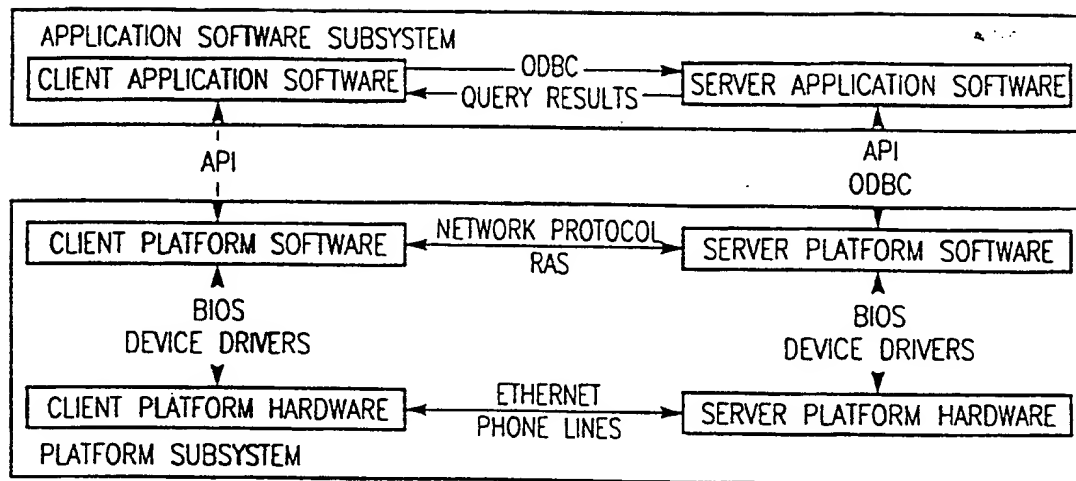 APPLICATION SOFTWARE SUBSYSTEM
CLIENT APPLICATION SOFTWARE
ODBC
QUERY RESULTS
SERVER APPLICATION SOFTWARE
API
API
ODBC
CLIENT PLATFORM SOFTWARE
NETWORK PROTOCOL
RAS
SERVER PLATFORM SOFTWARE
BIOS
DEVICE DRIVERS
BIOS
DEVICE DRIVERS
CLIENT PLATFORM HARDWARE
ETHERNET
PHONE LINES
SERVER PLATFORM HARDWARE
PLATFORM SUBSYSTEM